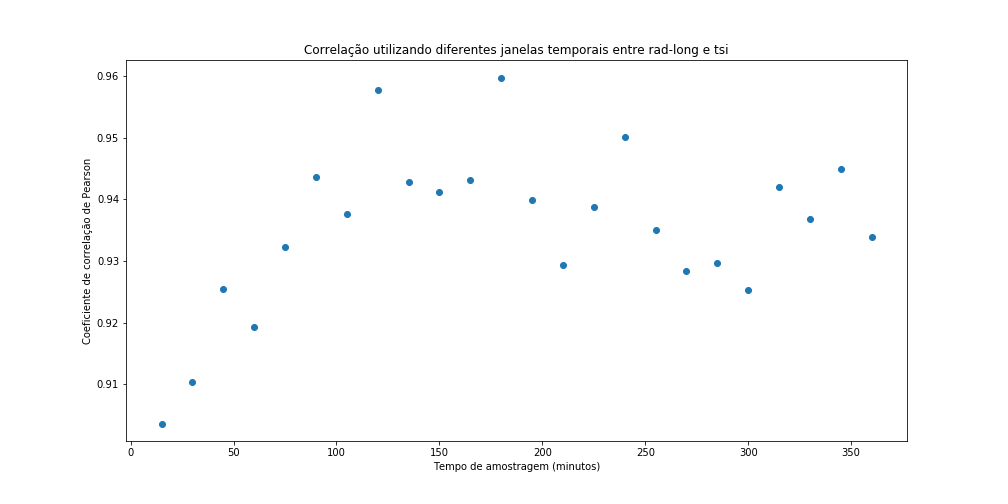 Correlação utilizando diferentes janelas temporais entre rad-long e tsi
Coeficiente de correlação de Pearson
0.96
0.95
0.94
0.93
0.92
0.91
0 50 100 150 200 250 300 350
Tempo de amostragem (minutos)